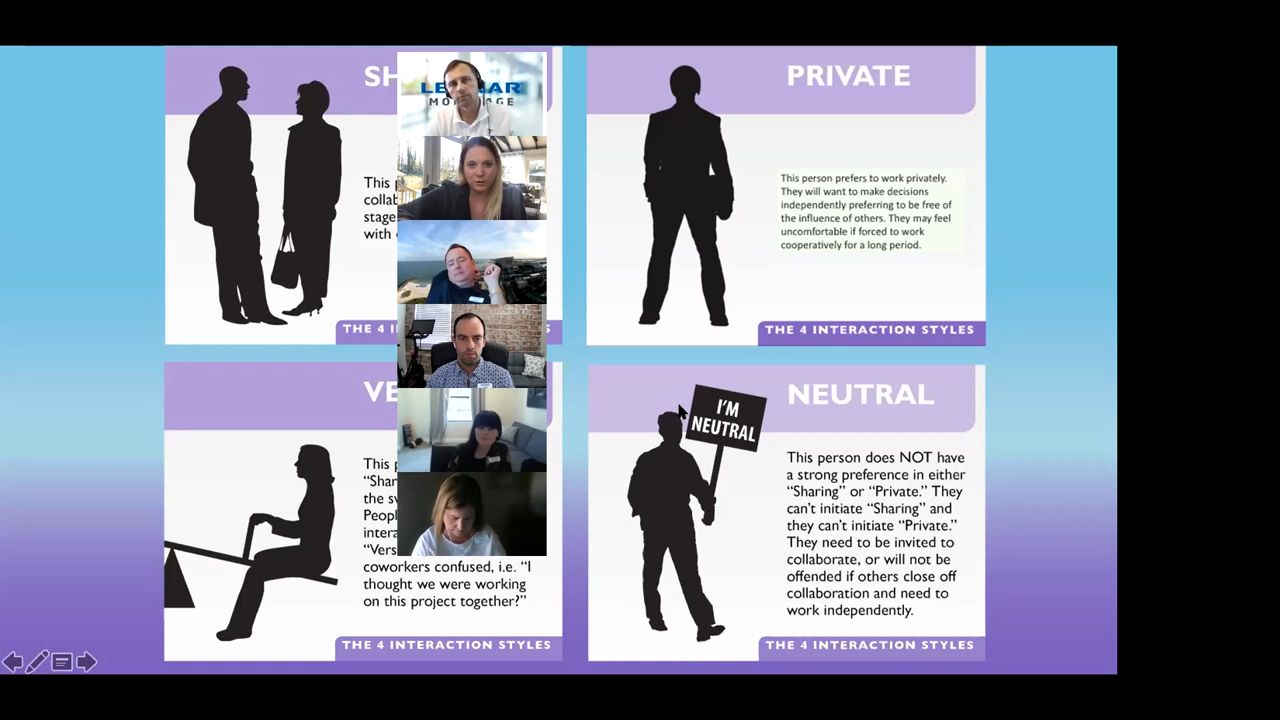 SH
This
collab
stage
with
THE 4
S
PRIVATE
This person prefers to work privately.
They will want to make decisions
independently preferring to be free of
the influence of others. They may feel
uncomfortable if forced to work
cooperatively for a long period.
THE 4 INTERACTION STYLES
VE
This
“Shar
the sw
Peopl
intera
“Vers
coworkers confused, i.e. “I
thought we were working
on this project together?”
THE 4 INTERACTION STYLES
I’M
NEUTRAL
NEUTRAL
This person does NOT have
a strong preference in either
“Sharing” or “Private.” They
can’t initiate “Sharing” and
they can’t initiate “Private.”
They need to be invited to
collaborate, or will not be
offended if others close off
collaboration and need to
work independently.
THE 4 INTERACTION STYLES